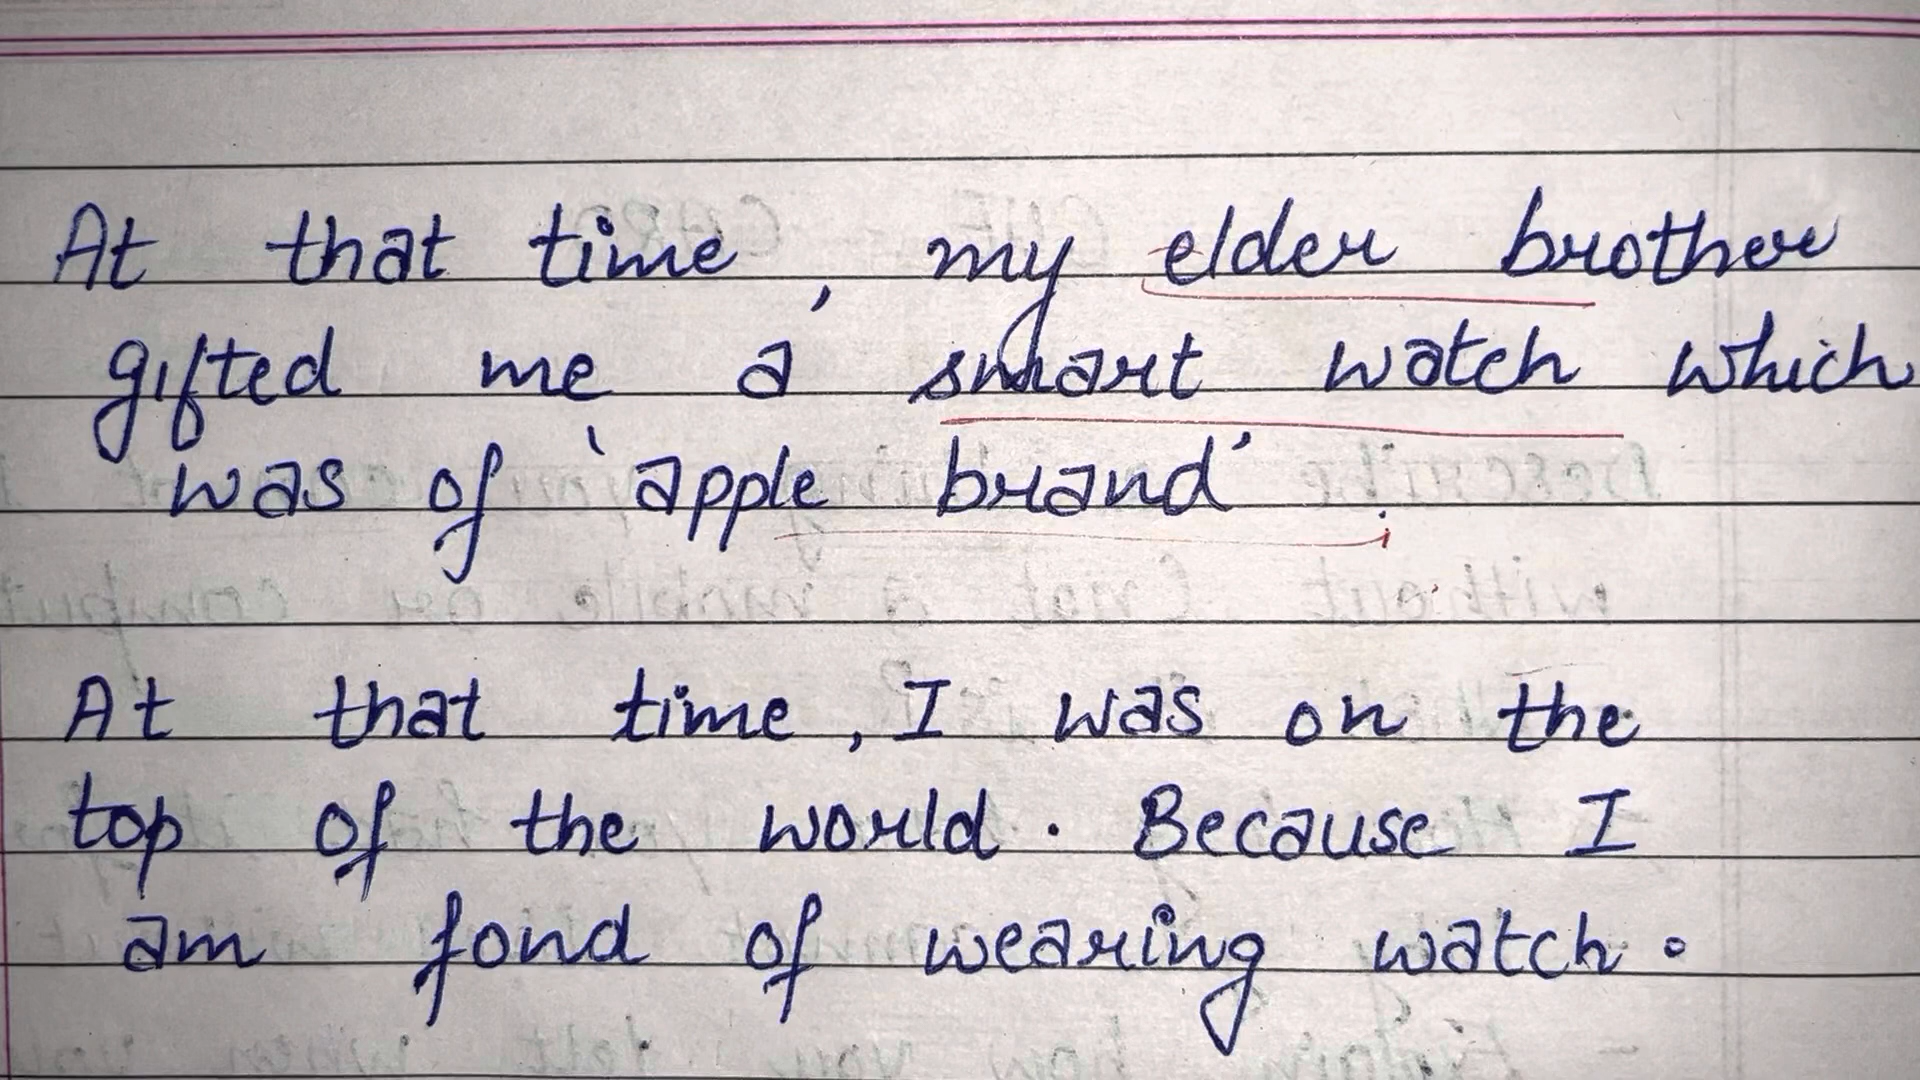 At that time, my elder brother
gifted me a smart watch which
was of 'apple brand'
At that time, I was on the
top of the world. Because I
am fond of wearing watch.